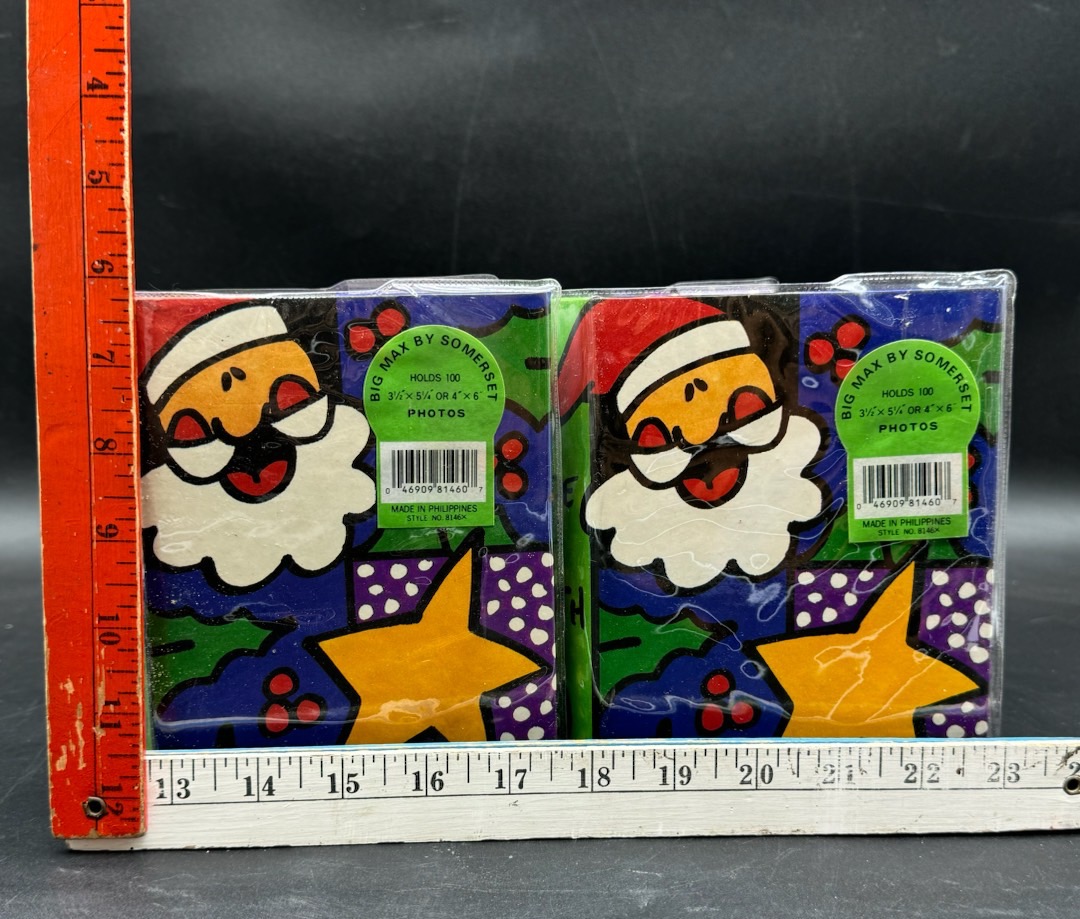 4
5
6
7
8
9
10
11
12
BIG MAX BY SOMERSET
HOLDS 100
3½" × 5¼" OR 4" × 6"
PHOTOS
0 46909 81460 7
MADE IN PHILIPPINES
STYLE NO. 8146X
BIG MAX BY SOMERSET
HOLDS 100
3½" × 5¼" OR 4" × 6"
PHOTOS
0 46909 81460 7
MADE IN PHILIPPINES
STYLE NO. 8146X
13 14 15 16 17 18 19 20 21 22 23